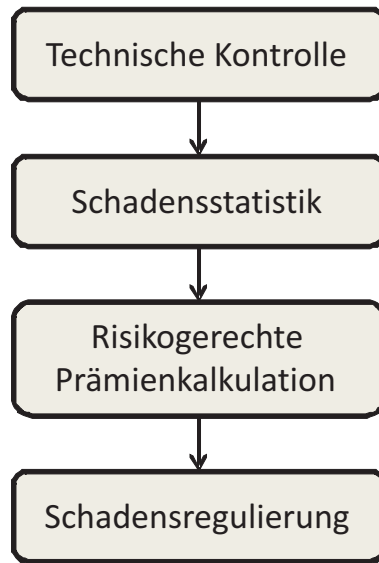 Technische Kontrolle
Schadensstatistik
Risikogerechte
Prämienkalkulation
Schadensregulierung